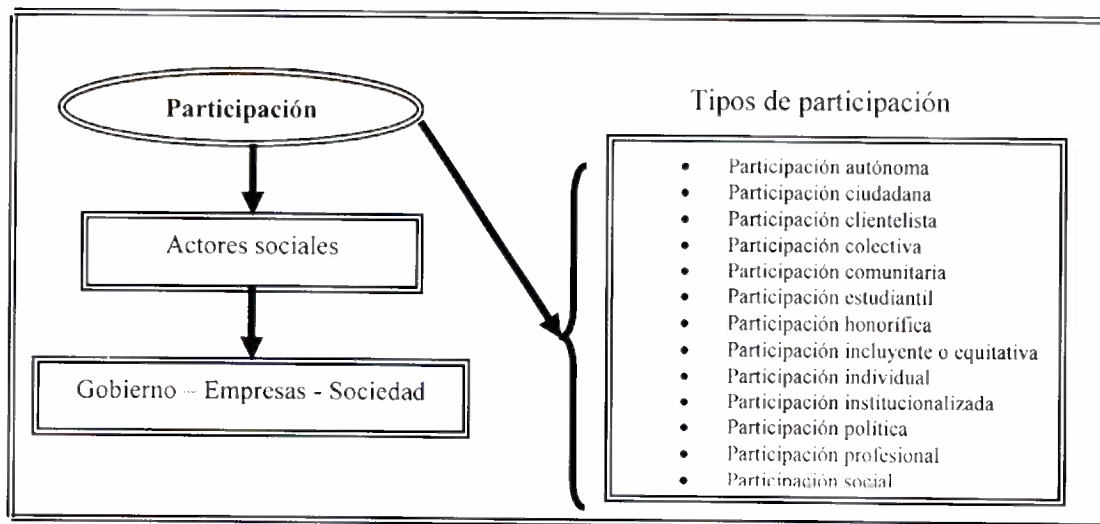 Participación
Actores sociales
Gobierno – Empresas - Sociedad
Tipos de participación
• Participación autónoma
• Participación ciudadana
• Participación clientelista
• Participación colectiva
• Participación comunitaria
• Participación estudiantil
• Participación honorífica
• Participación incluyente o equitativa
• Participación individual
• Participación institucionalizada
• Participación política
• Participación profesional
• Participación social